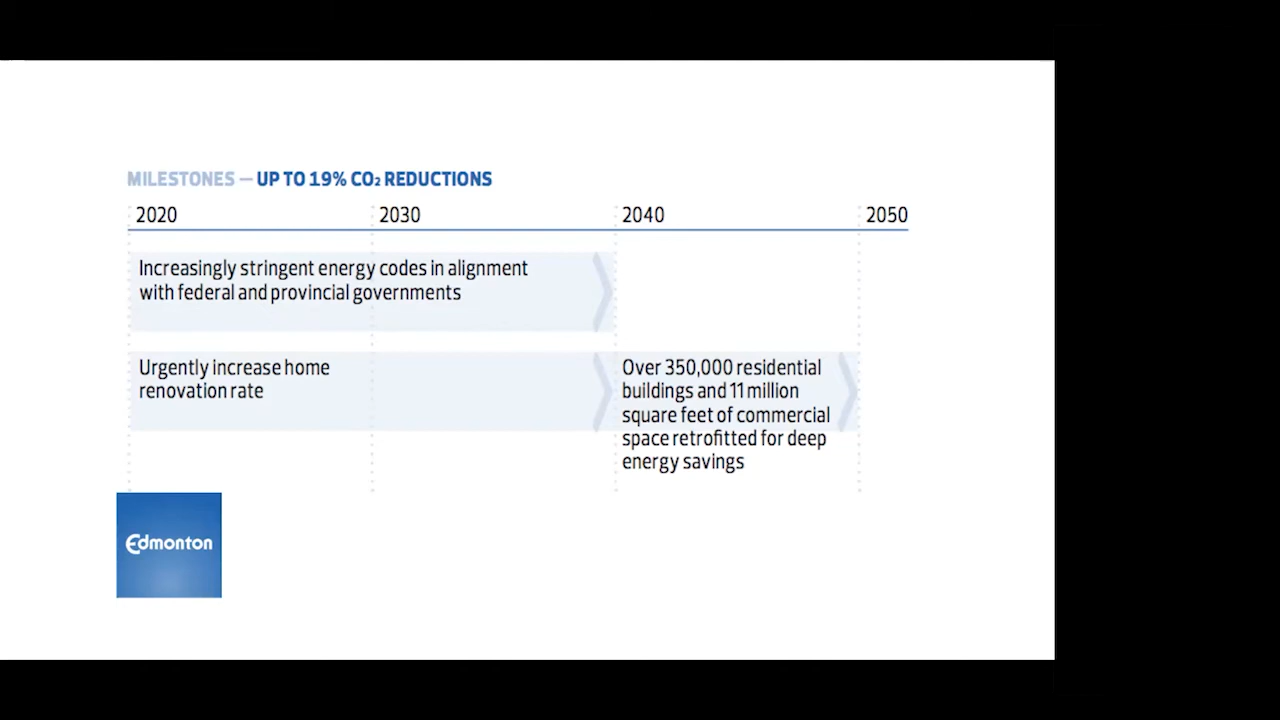 MILESTONES — UP TO 19% CO₂ REDUCTIONS
2020 2030 2040 2050
Increasingly stringent energy codes in alignment
with federal and provincial governments
Urgently increase home
renovation rate
Over 350,000 residential
buildings and 11 million
square feet of commercial
space retrofitted for deep
energy savings
Edmonton